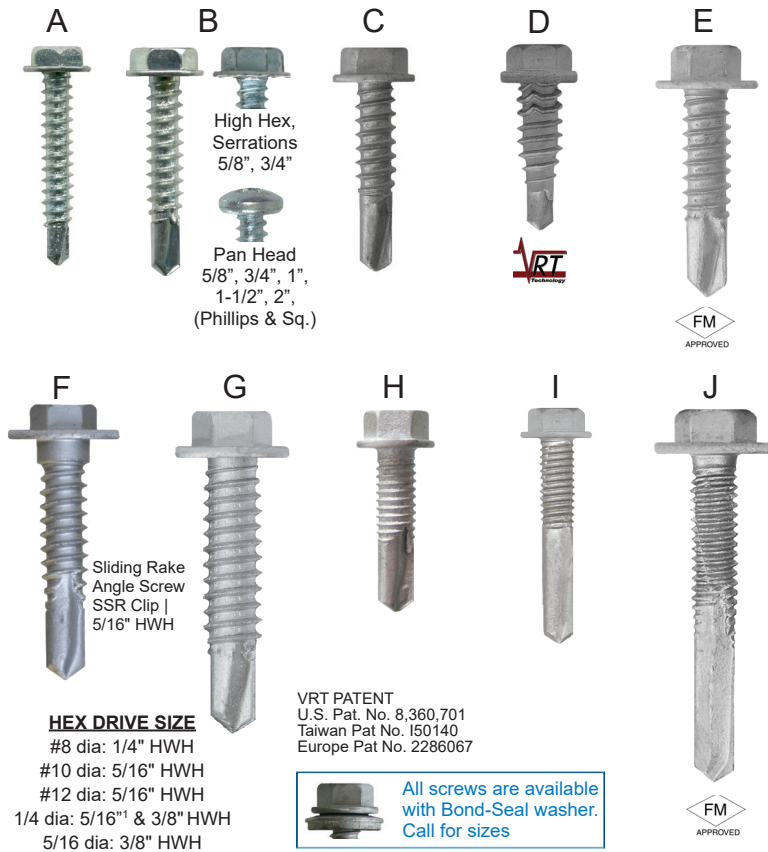 A
B
C
D
E
High Hex,
Serrations
5/8”, 3/4”
Pan Head
5/8”, 3/4”, 1”,
1-1/2”, 2”,
(Phillips & Sq.)
VRT
Technology
FM
APPROVED
F
G
H
I
J
Sliding Rake
Angle Screw
SSR Clip |
5/16" HWH
HEX DRIVE SIZE
#8 dia: 1/4" HWH
#10 dia: 5/16" HWH
#12 dia: 5/16" HWH
1/4 dia: 5/16"¹ & 3/8" HWH
5/16 dia: 3/8" HWH
VRT PATENT
U.S. Pat. No. 8,360,701
Taiwan Pat No. I50140
Europe Pat No. 2286067
All screws are available
with Bond-Seal washer.
Call for sizes
FM
APPROVED